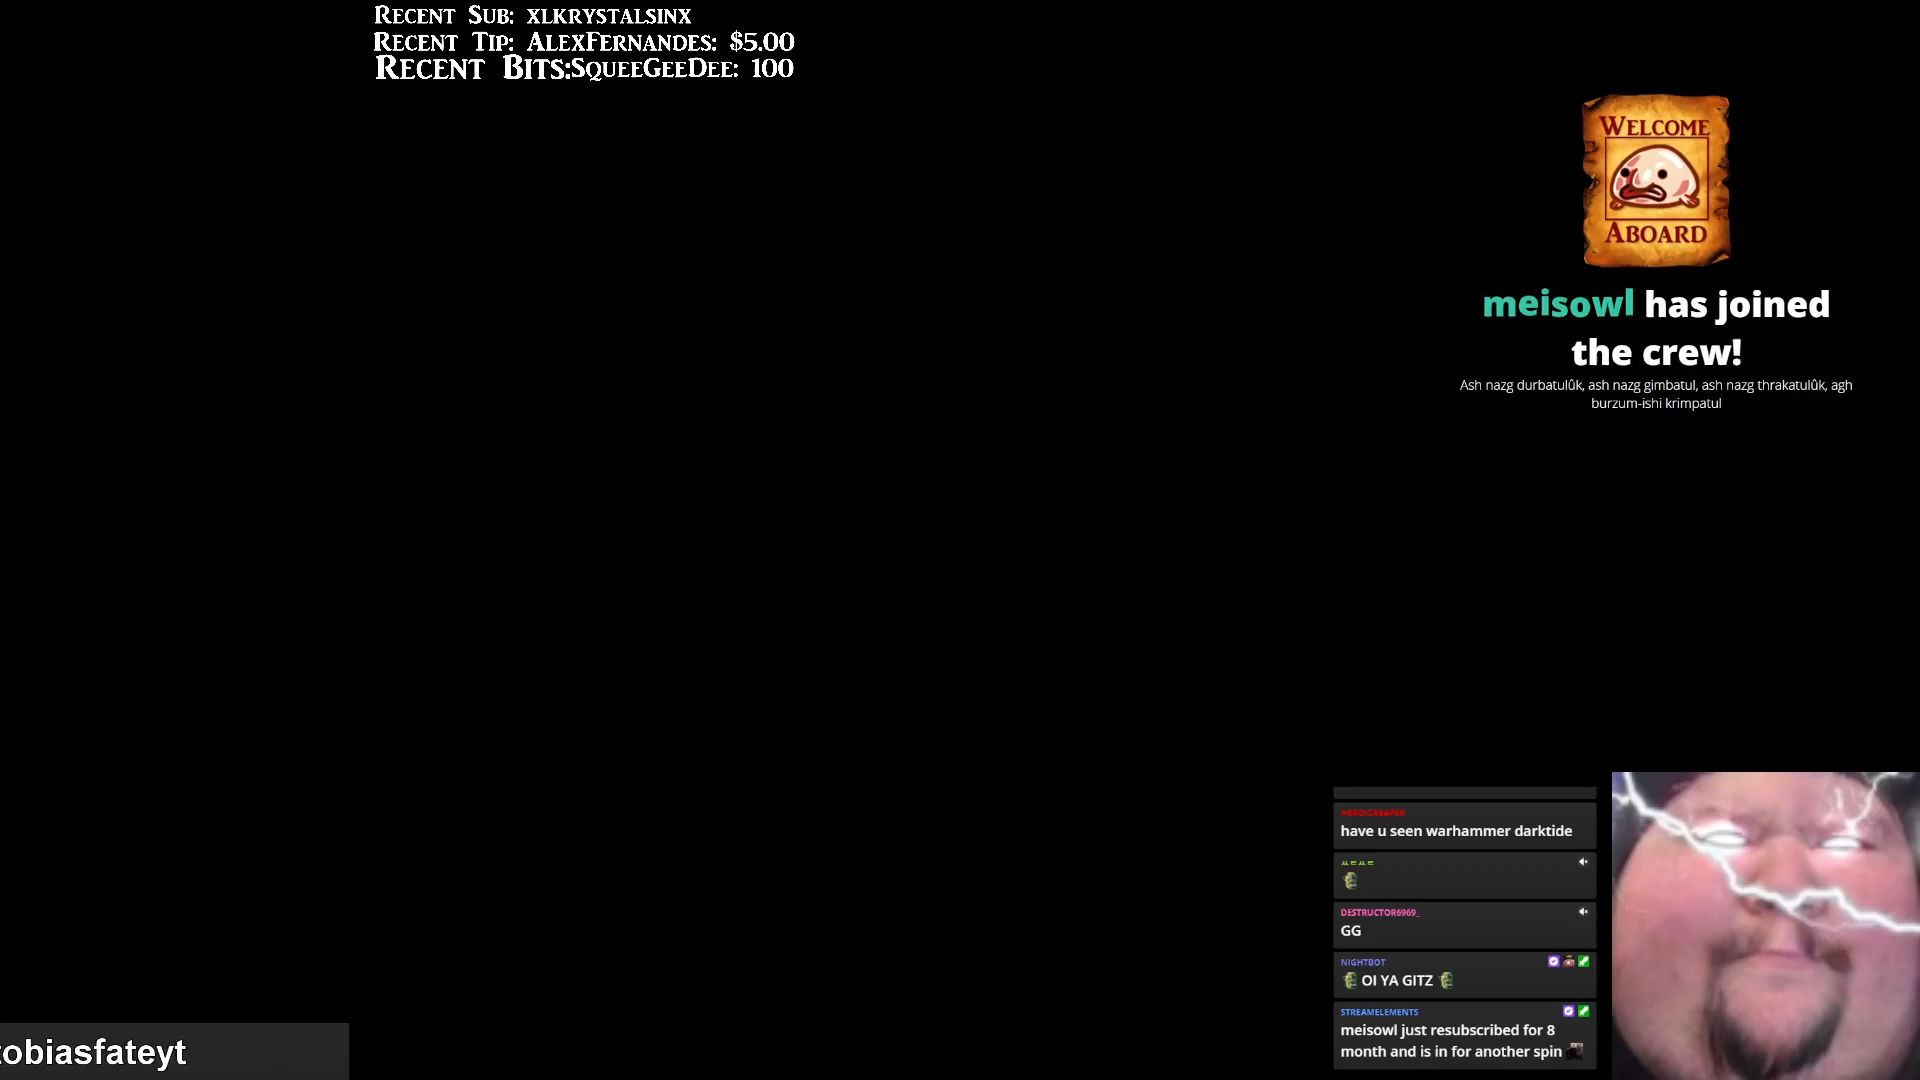 Recent Sub: xlkrystalsinx
Recent Tip: AlexFernandes: $5.00
Recent Bits:SqueeGeeDee: 100
Welcome
Aboard
meisowl has joined
the crew!
Ash nazg durbatulûk, ash nazg gimbatul, ash nazg thrakatulûk, agh
burzum-ishi krimpatul
HEROICREAPER
have u seen warhammer darktide
DESTRUCTOR6969_
GG
NIGHTBOT
OI YA GITZ
STREAMELEMENTS
meisowl just resubscribed for 8
month and is in for another spin
tobiasfateyt